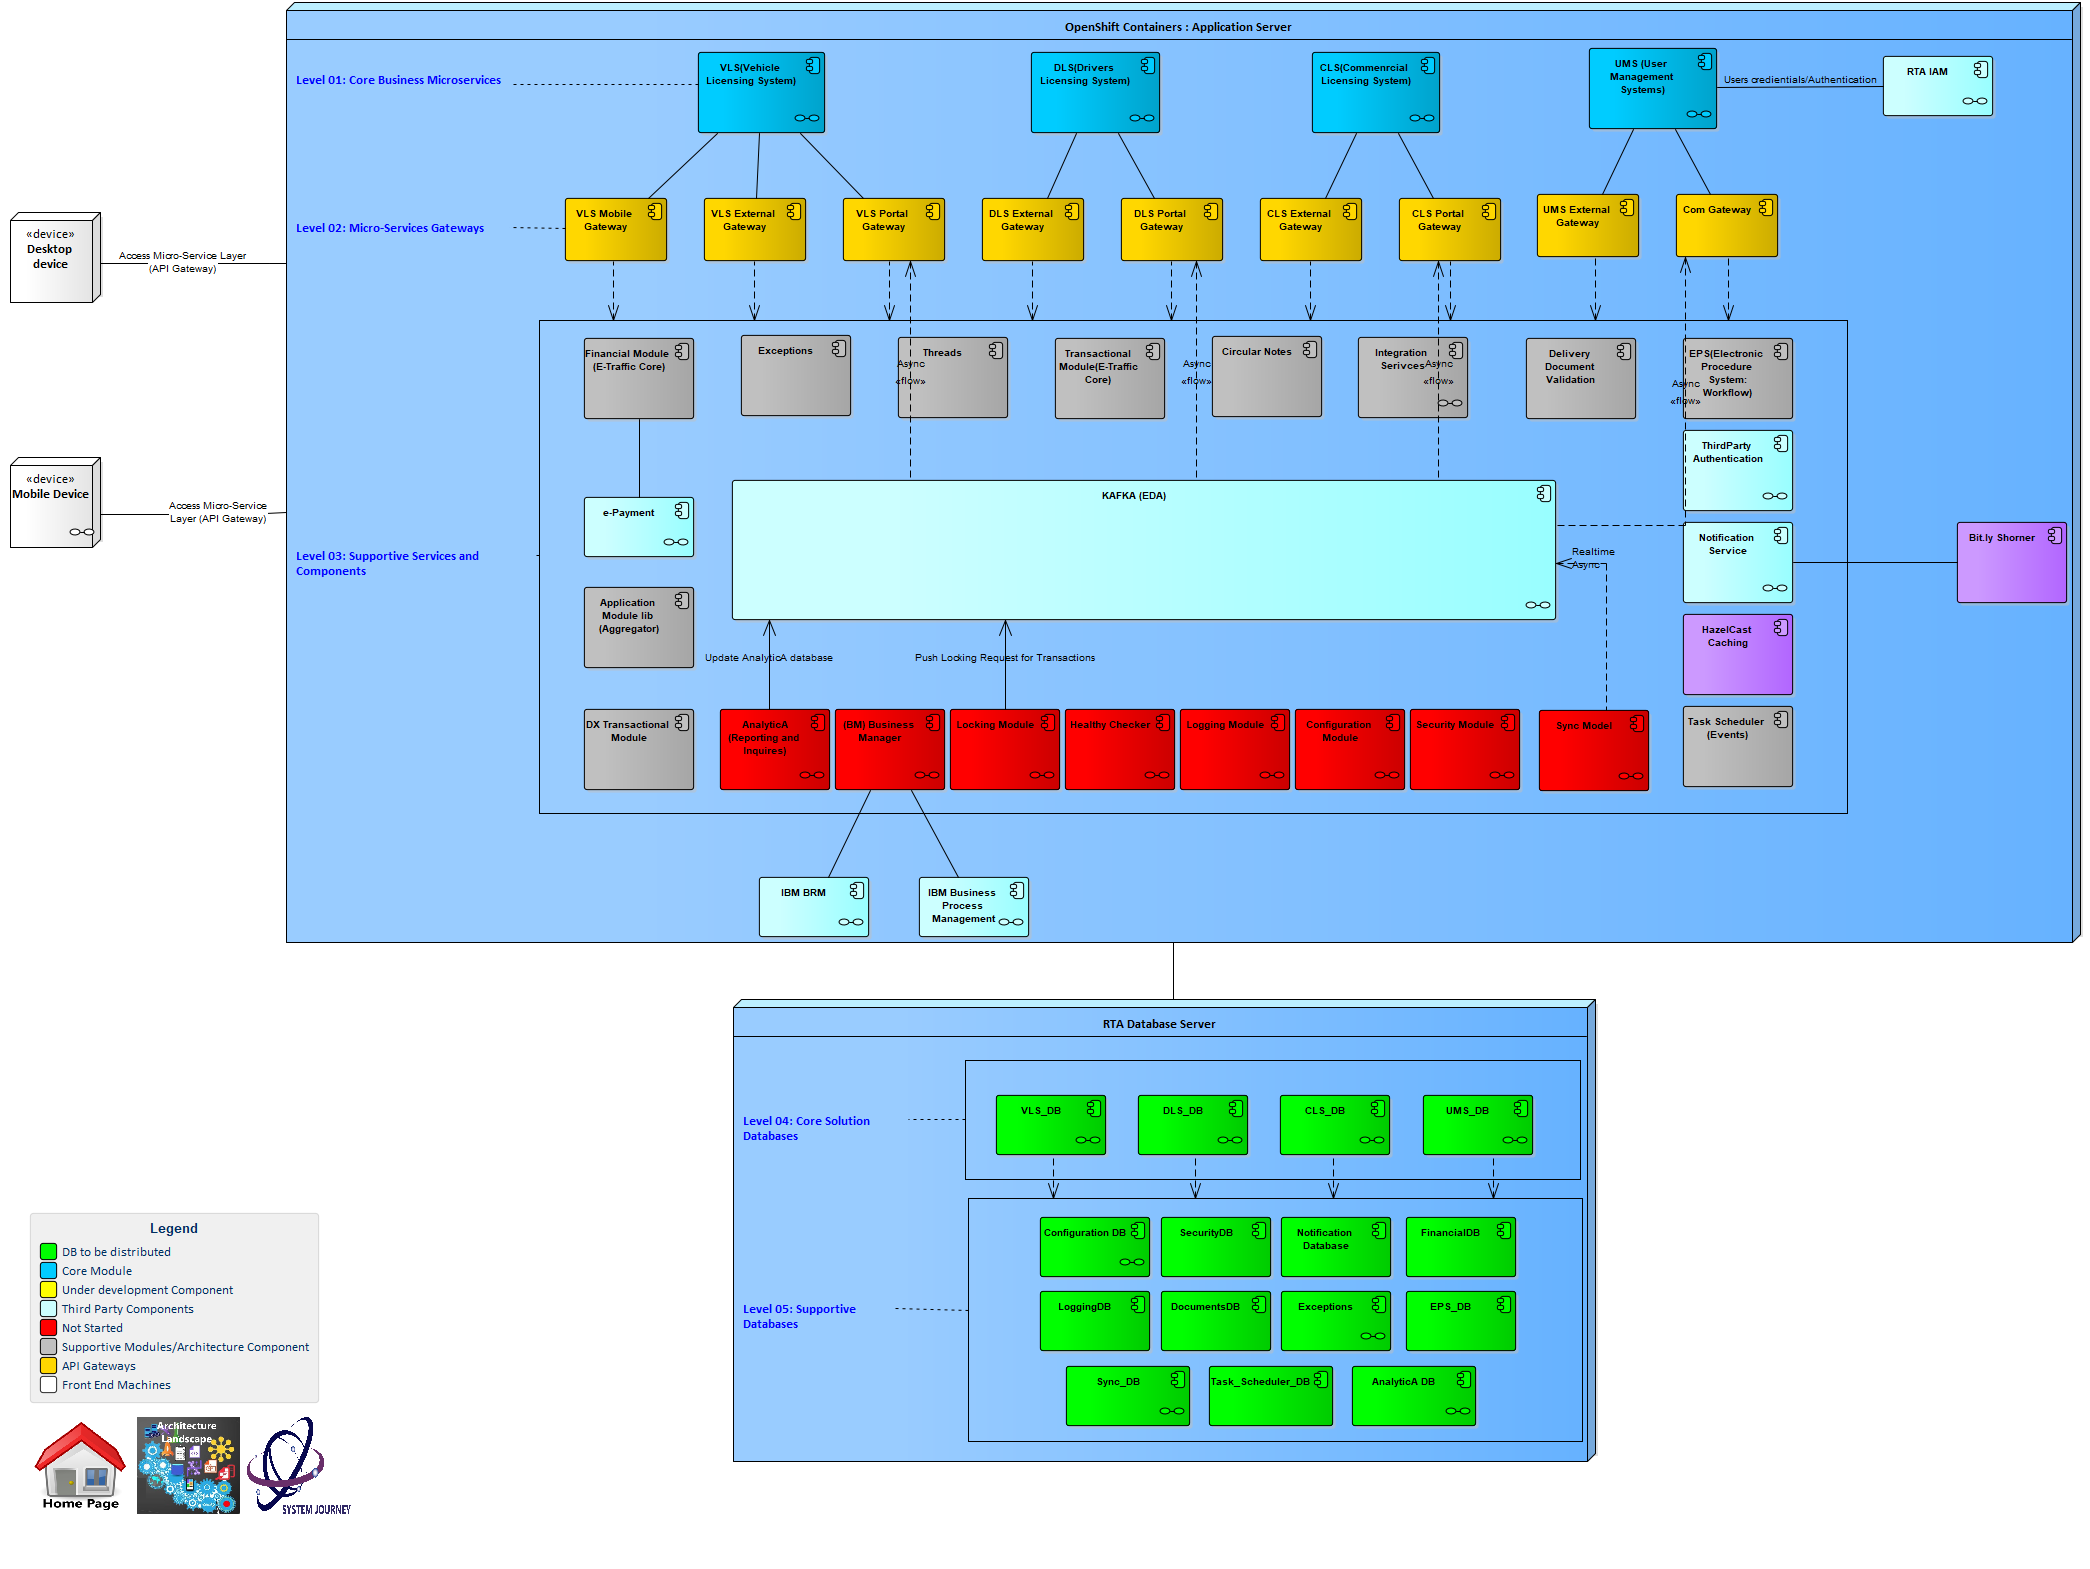 OpenShift Containers : Application Server
Level 01: Core Business Microservices
VLS(Vehicle
Licensing System)
DLS(Drivers
Licensing System)
CLS(Commenrcial
Licensing System)
UMS (User
Management
Systems)
Users credientials/Authentication
RTA IAM
Level 02: Micro-Services Gateways
VLS Mobile
Gateway
VLS External
Gateway
VLS Portal
Gateway
DLS External
Gateway
DLS Portal
Gateway
CLS External
Gateway
CLS Portal
Gateway
UMS External
Gateway
Com Gateway
«device»
Desktop
device
Access Micro-Service Layer
(API Gateway)
Financial Module
(E-Traffic Core)
Exceptions
Threads
Async
«flow»
Transactional
Module(E-Traffic
Core)
Async
«flow»
Circular Notes
Integration
Serivces
Async
«flow»
Delivery
Document
Validation
EPS(Electronic
Procedure
System:
Workflow)
Async
«flow»
ThirdParty
Authentication
«device»
Mobile Device
Access Micro-Service
Layer (API Gateway)
Level 03: Supportive Services and
Components
e-Payment
KAFKA (EDA)
Realtime
Async
Notification
Service
Bit.ly Shorner
Application
Module lib
(Aggregator)
HazelCast
Caching
Update AnalyticA database
Push Locking Request for Transactions
DX Transactional
Module
AnalyticA
(Reporting and
Inquires)
(BM) Business
Manager
Locking Module
Healthy Checker
Logging Module
Configuration
Module
Security Module
Sync Model
Task Scheduler
(Events)
IBM BRM
IBM Business
Process
Management
RTA Database Server
Level 04: Core Solution
Databases
VLS_DB
DLS_DB
CLS_DB
UMS_DB
Level 05: Supportive
Databases
Configuration DB
SecurityDB
Notification
Database
FinancialDB
LoggingDB
DocumentsDB
Exceptions
EPS_DB
Sync_DB
Task_Scheduler_DB
AnalyticA DB
Legend
DB to be distributed
Core Module
Under development Component
Third Party Components
Not Started
Supportive Modules/Architecture Component
API Gateways
Front End Machines
Home Page
Architecture
Landscape
SYSTEM JOURNEY